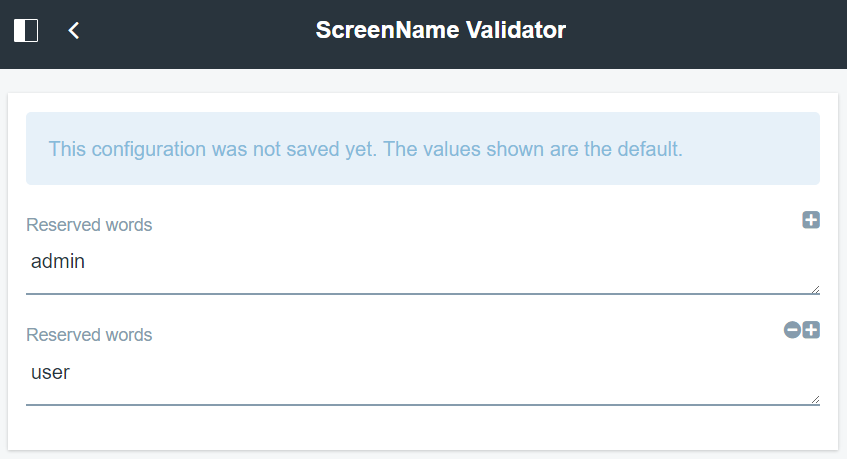 ScreenName Validator
This configuration was not saved yet. The values shown are the default.
Reserved words
admin
Reserved words
user